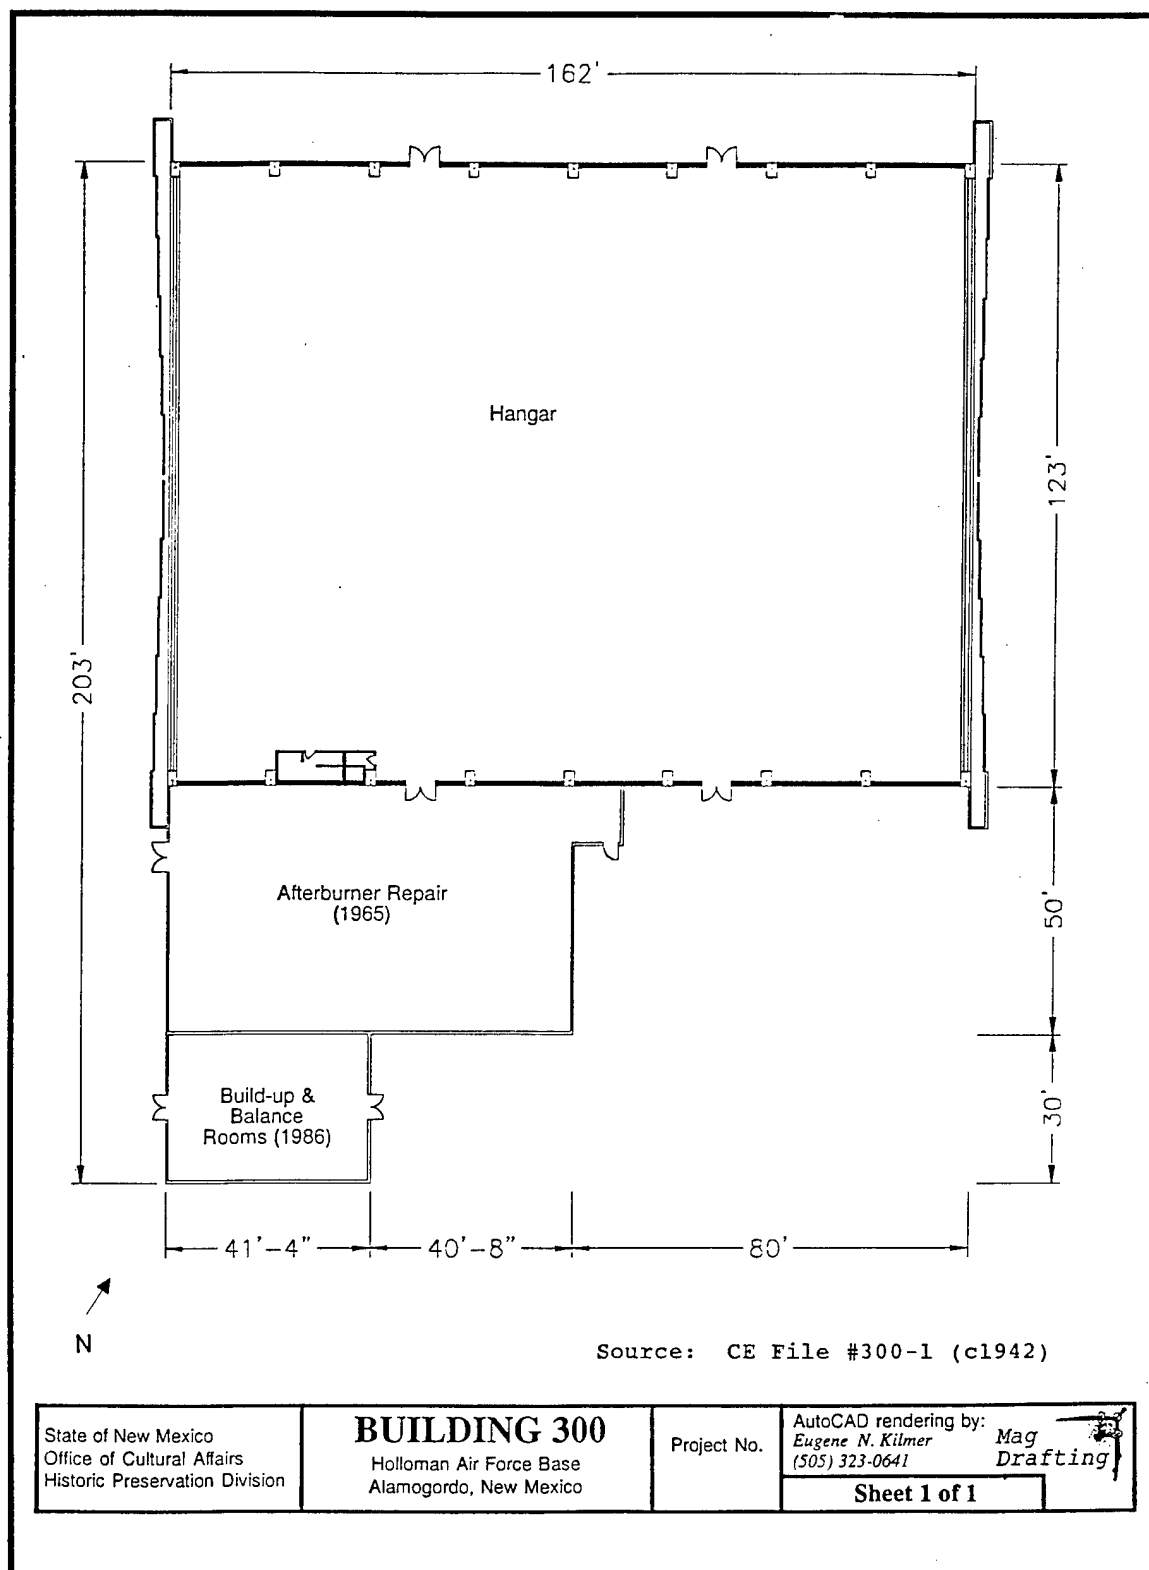 162'
Hangar
123'
203'
Afterburner Repair
(1965)
50'
Build-up &
Balance
Rooms (1986)
30'
41'-4"
40'-8"
80'
N
Source: CE File #300-1 (c1942)
State of New Mexico
Office of Cultural Affairs
Historic Preservation Division
BUILDING 300
Holloman Air Force Base
Alamogordo, New Mexico
Project No.
AutoCAD rendering by:
Eugene N. Kilmer
(505) 323-0641
Mag
Drafting
Sheet 1 of 1